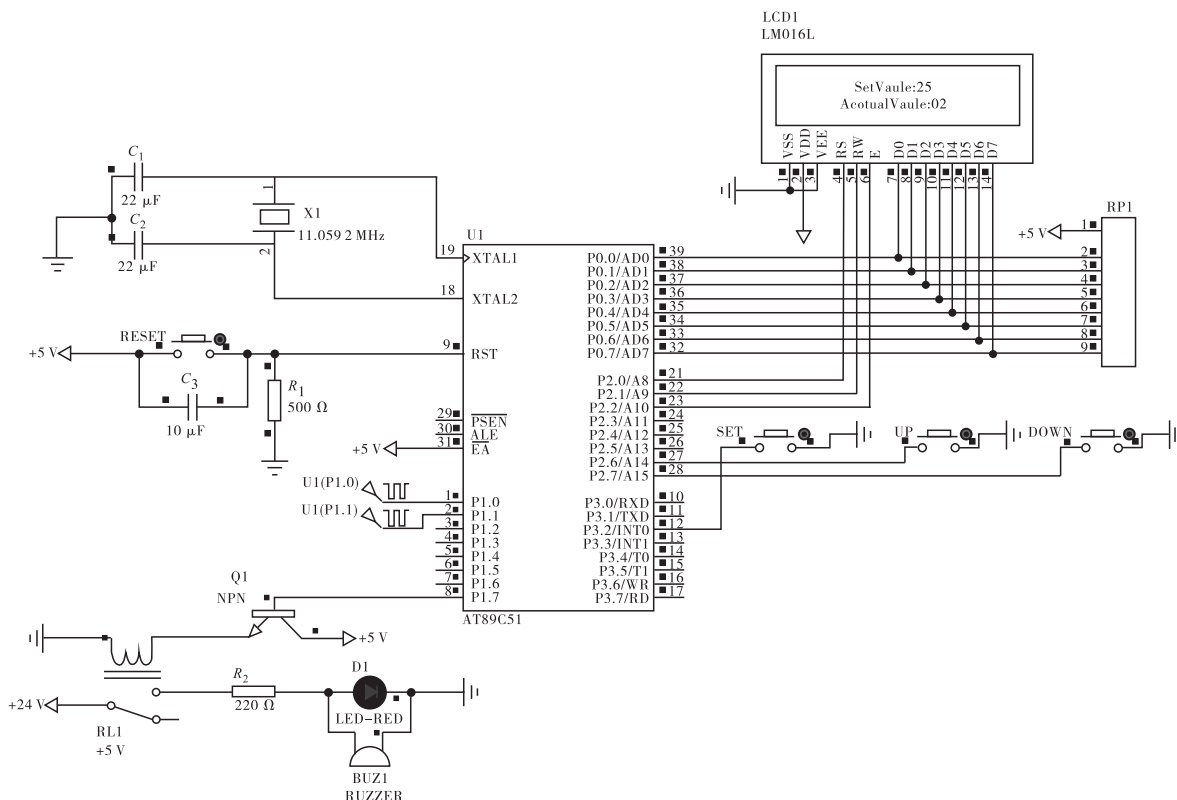 LCD1
LM016L
SetVaule:25
AcotualVaule:02
VSS
VDD
VEE
RS
RW
E
D0
D1
D2
D3
D4
D5
D6
D7
1
2
3
4
5
6
7
8
9
10
11
12
13
14
C1
22 μF
C2
22 μF
1
2
X1
11.059 2 MHz
RP1
+5 V
1
2
3
4
5
6
7
8
9
U1
19
XTAL1
18
XTAL2
RESET
+5 V
9
RST
C3
10 μF
R1
500 Ω
29
PSEN
30
ALE
31
EA
+5 V
U1(P1.0)
U1(P1.1)
1
P1.0
2
P1.1
3
P1.2
4
P1.3
5
P1.4
6
P1.5
7
P1.6
8
P1.7
P0.0/AD0
39
P0.1/AD1
38
P0.2/AD2
37
P0.3/AD3
36
P0.4/AD4
35
P0.5/AD5
34
P0.6/AD6
33
P0.7/AD7
32
P2.0/A8
21
P2.1/A9
22
P2.2/A10
23
P2.3/A11
24
P2.4/A12
25
P2.5/A13
26
P2.6/A14
27
P2.7/A15
28
P3.0/RXD
10
P3.1/TXD
11
P3.2/INT0
12
P3.3/INT1
13
P3.4/T0
14
P3.5/T1
15
P3.6/WR
16
P3.7/RD
17
AT89C51
SET
UP
DOWN
Q1
NPN
+5 V
+24 V
RL1
+5 V
R2
220 Ω
D1
LED-RED
BUZ1
RUZZER